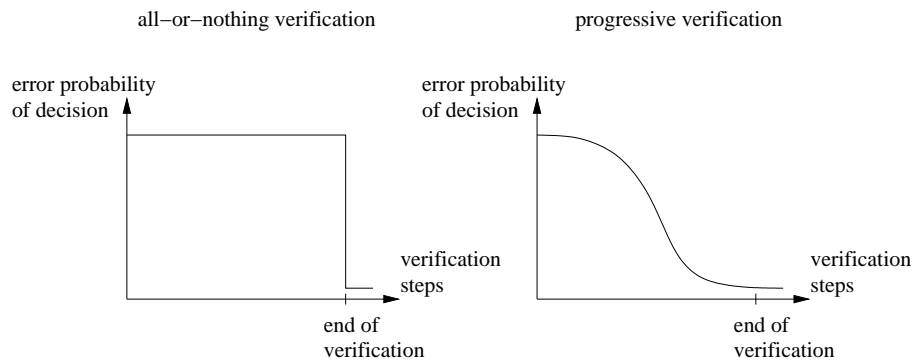 all−or−nothing verification
error probability
of decision
verification
steps
end of
verification
progressive verification
error probability
of decision
verification
steps
end of
verification